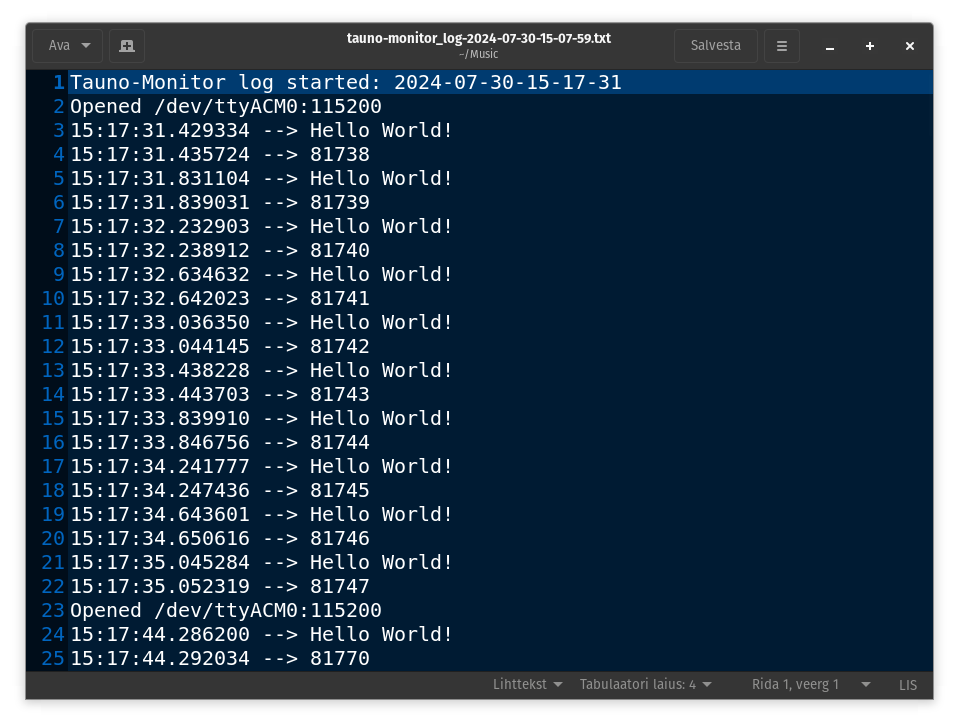 Ava
tauno-monitor_log-2024-07-30-15-07-59.txt
~/Music
Salvesta
1 Tauno-Monitor log started: 2024-07-30-15-17-31
2 Opened /dev/ttyACM0:115200
3 15:17:31.429334 --> Hello World!
4 15:17:31.435724 --> 81738
5 15:17:31.831104 --> Hello World!
6 15:17:31.839031 --> 81739
7 15:17:32.232903 --> Hello World!
8 15:17:32.238912 --> 81740
9 15:17:32.634632 --> Hello World!
10 15:17:32.642023 --> 81741
11 15:17:33.036350 --> Hello World!
12 15:17:33.044145 --> 81742
13 15:17:33.438228 --> Hello World!
14 15:17:33.443703 --> 81743
15 15:17:33.839910 --> Hello World!
16 15:17:33.846756 --> 81744
17 15:17:34.241777 --> Hello World!
18 15:17:34.247436 --> 81745
19 15:17:34.643601 --> Hello World!
20 15:17:34.650616 --> 81746
21 15:17:35.045284 --> Hello World!
22 15:17:35.052319 --> 81747
23 Opened /dev/ttyACM0:115200
24 15:17:44.286200 --> Hello World!
25 15:17:44.292034 --> 81770
Lihttekst Tabulaatori laius: 4 Rida 1, veerg 1 LIS